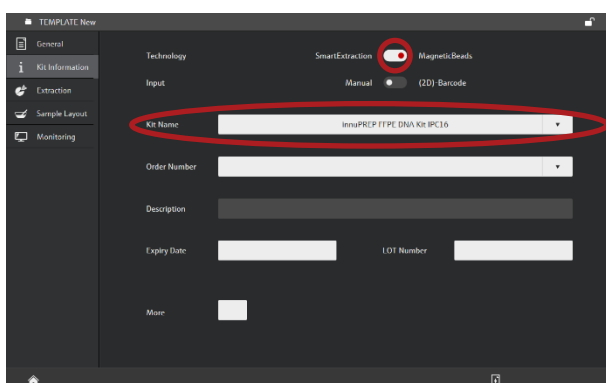 TEMPLATE New
General
Kit Information
Extraction
Sample Layout
Monitoring
Technology SmartExtraction MagneticBeads
Input Manual (2D)-Barcode
Kit Name innuPREP FFPE DNA Kit IPC16
Order Number
Description
Expiry Date LOT Number
More